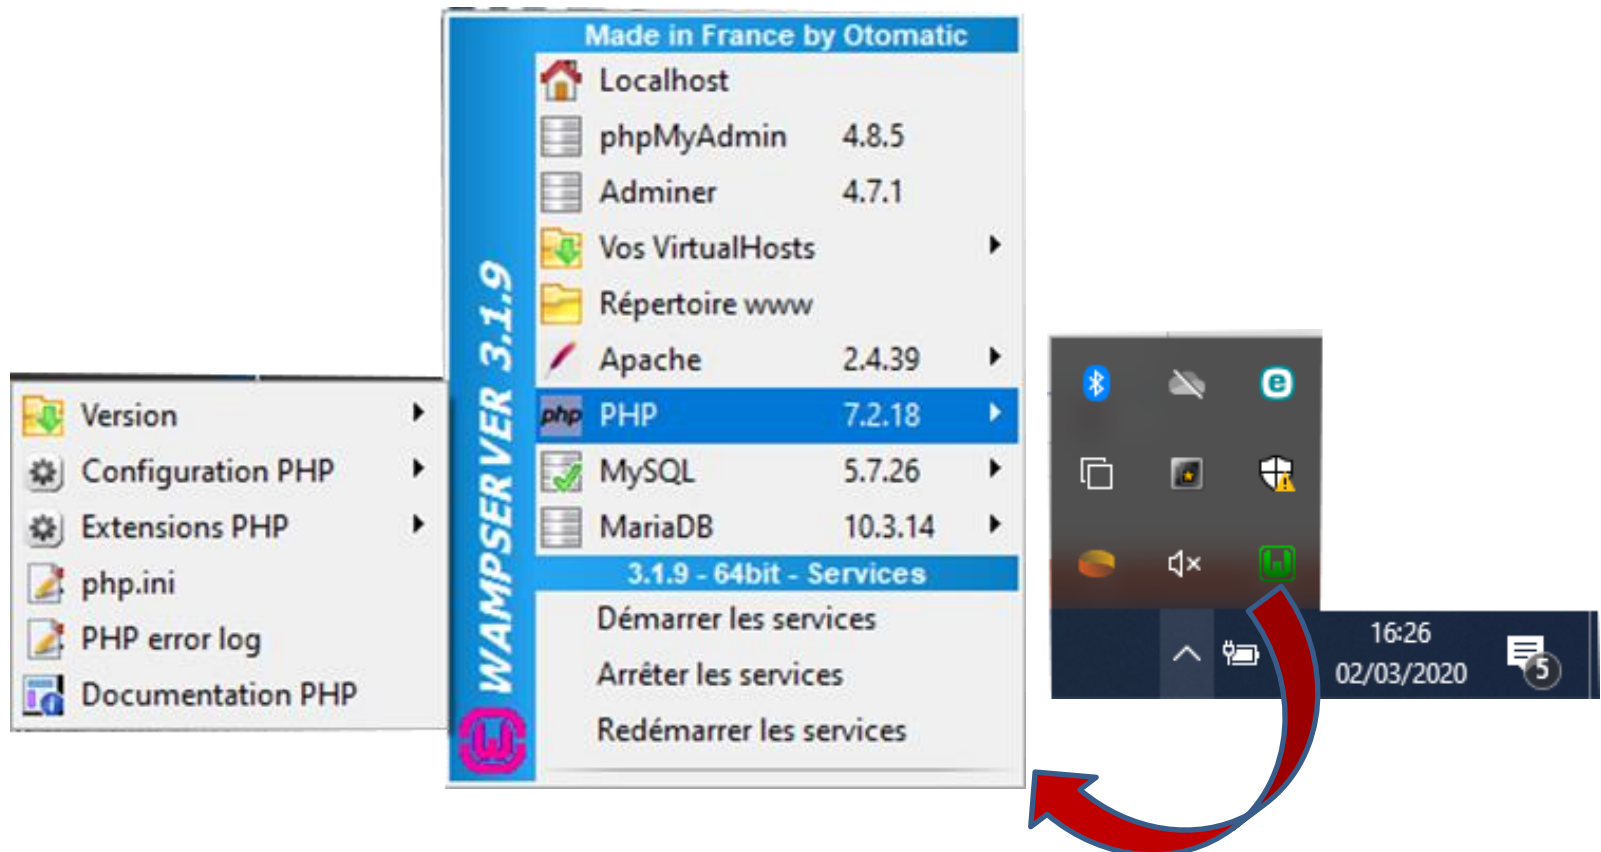 Version
Configuration PHP
Extensions PHP
php.ini
PHP error log
Documentation PHP
WAMPSERVER 3.1.9
Made in France by Otomatic
Localhost
phpMyAdmin 4.8.5
Adminer 4.7.1
Vos VirtualHosts
Répertoire www
Apache 2.4.39
php PHP 7.2.18
MySQL 5.7.26
MariaDB 10.3.14
3.1.9 - 64bit - Services
Démarrer les services
Arrêter les services
Redémarrer les services
16:26
02/03/2020
5